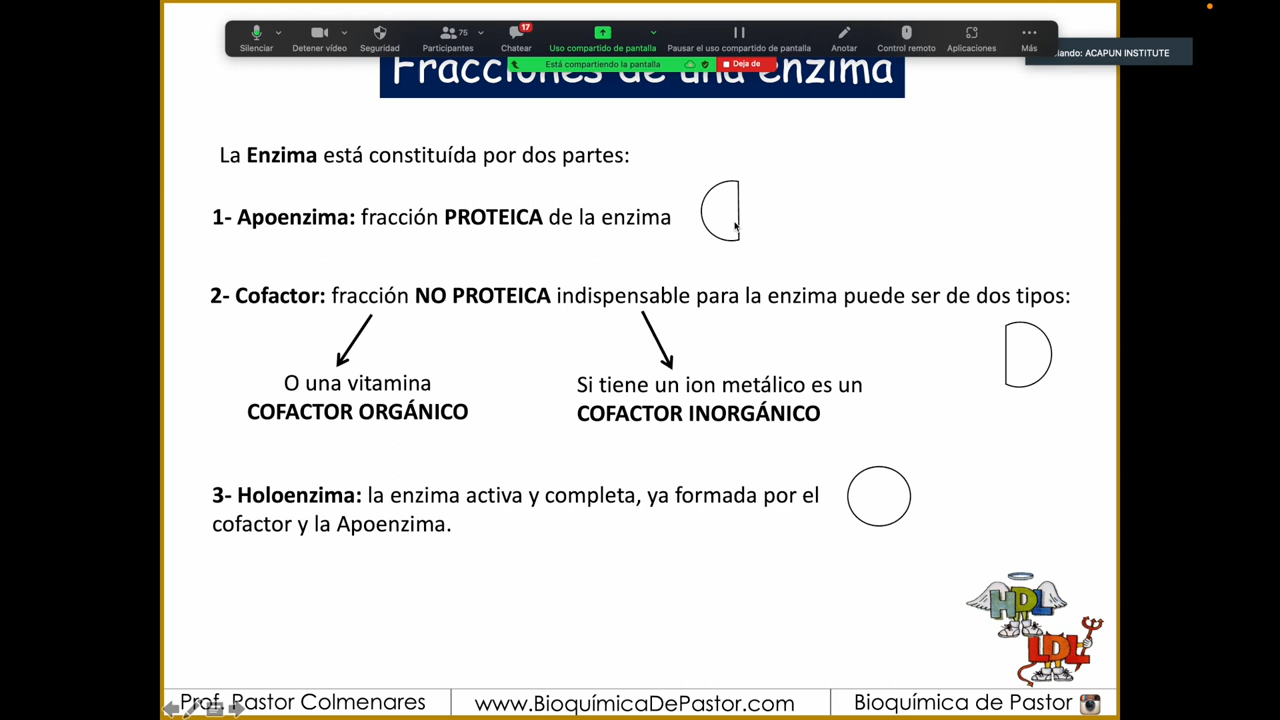 Silenciar
Detener vídeo
Seguridad
75
Participantes
17
Chatear
Uso compartido de pantalla
Pausar el uso compartido de pantalla
Anotar
Control remoto
Aplicaciones
Más
Está compartiendo la pantalla
Deja de
lando: ACAPUN INSTITUTE
Fracciones de una enzima
La Enzima está constituída por dos partes:
1- Apoenzima: fracción PROTEICA de la enzima
2- Cofactor: fracción NO PROTEICA indispensable para la enzima puede ser de dos tipos:
O una vitamina
COFACTOR ORGÁNICO
Si tiene un ion metálico es un
COFACTOR INORGÁNICO
3- Holoenzima: la enzima activa y completa, ya formada por el
cofactor y la Apoenzima.
HDL
LDL
Prof. Pastor Colmenares
www.BioquímicaDePastor.com
Bioquímica de Pastor